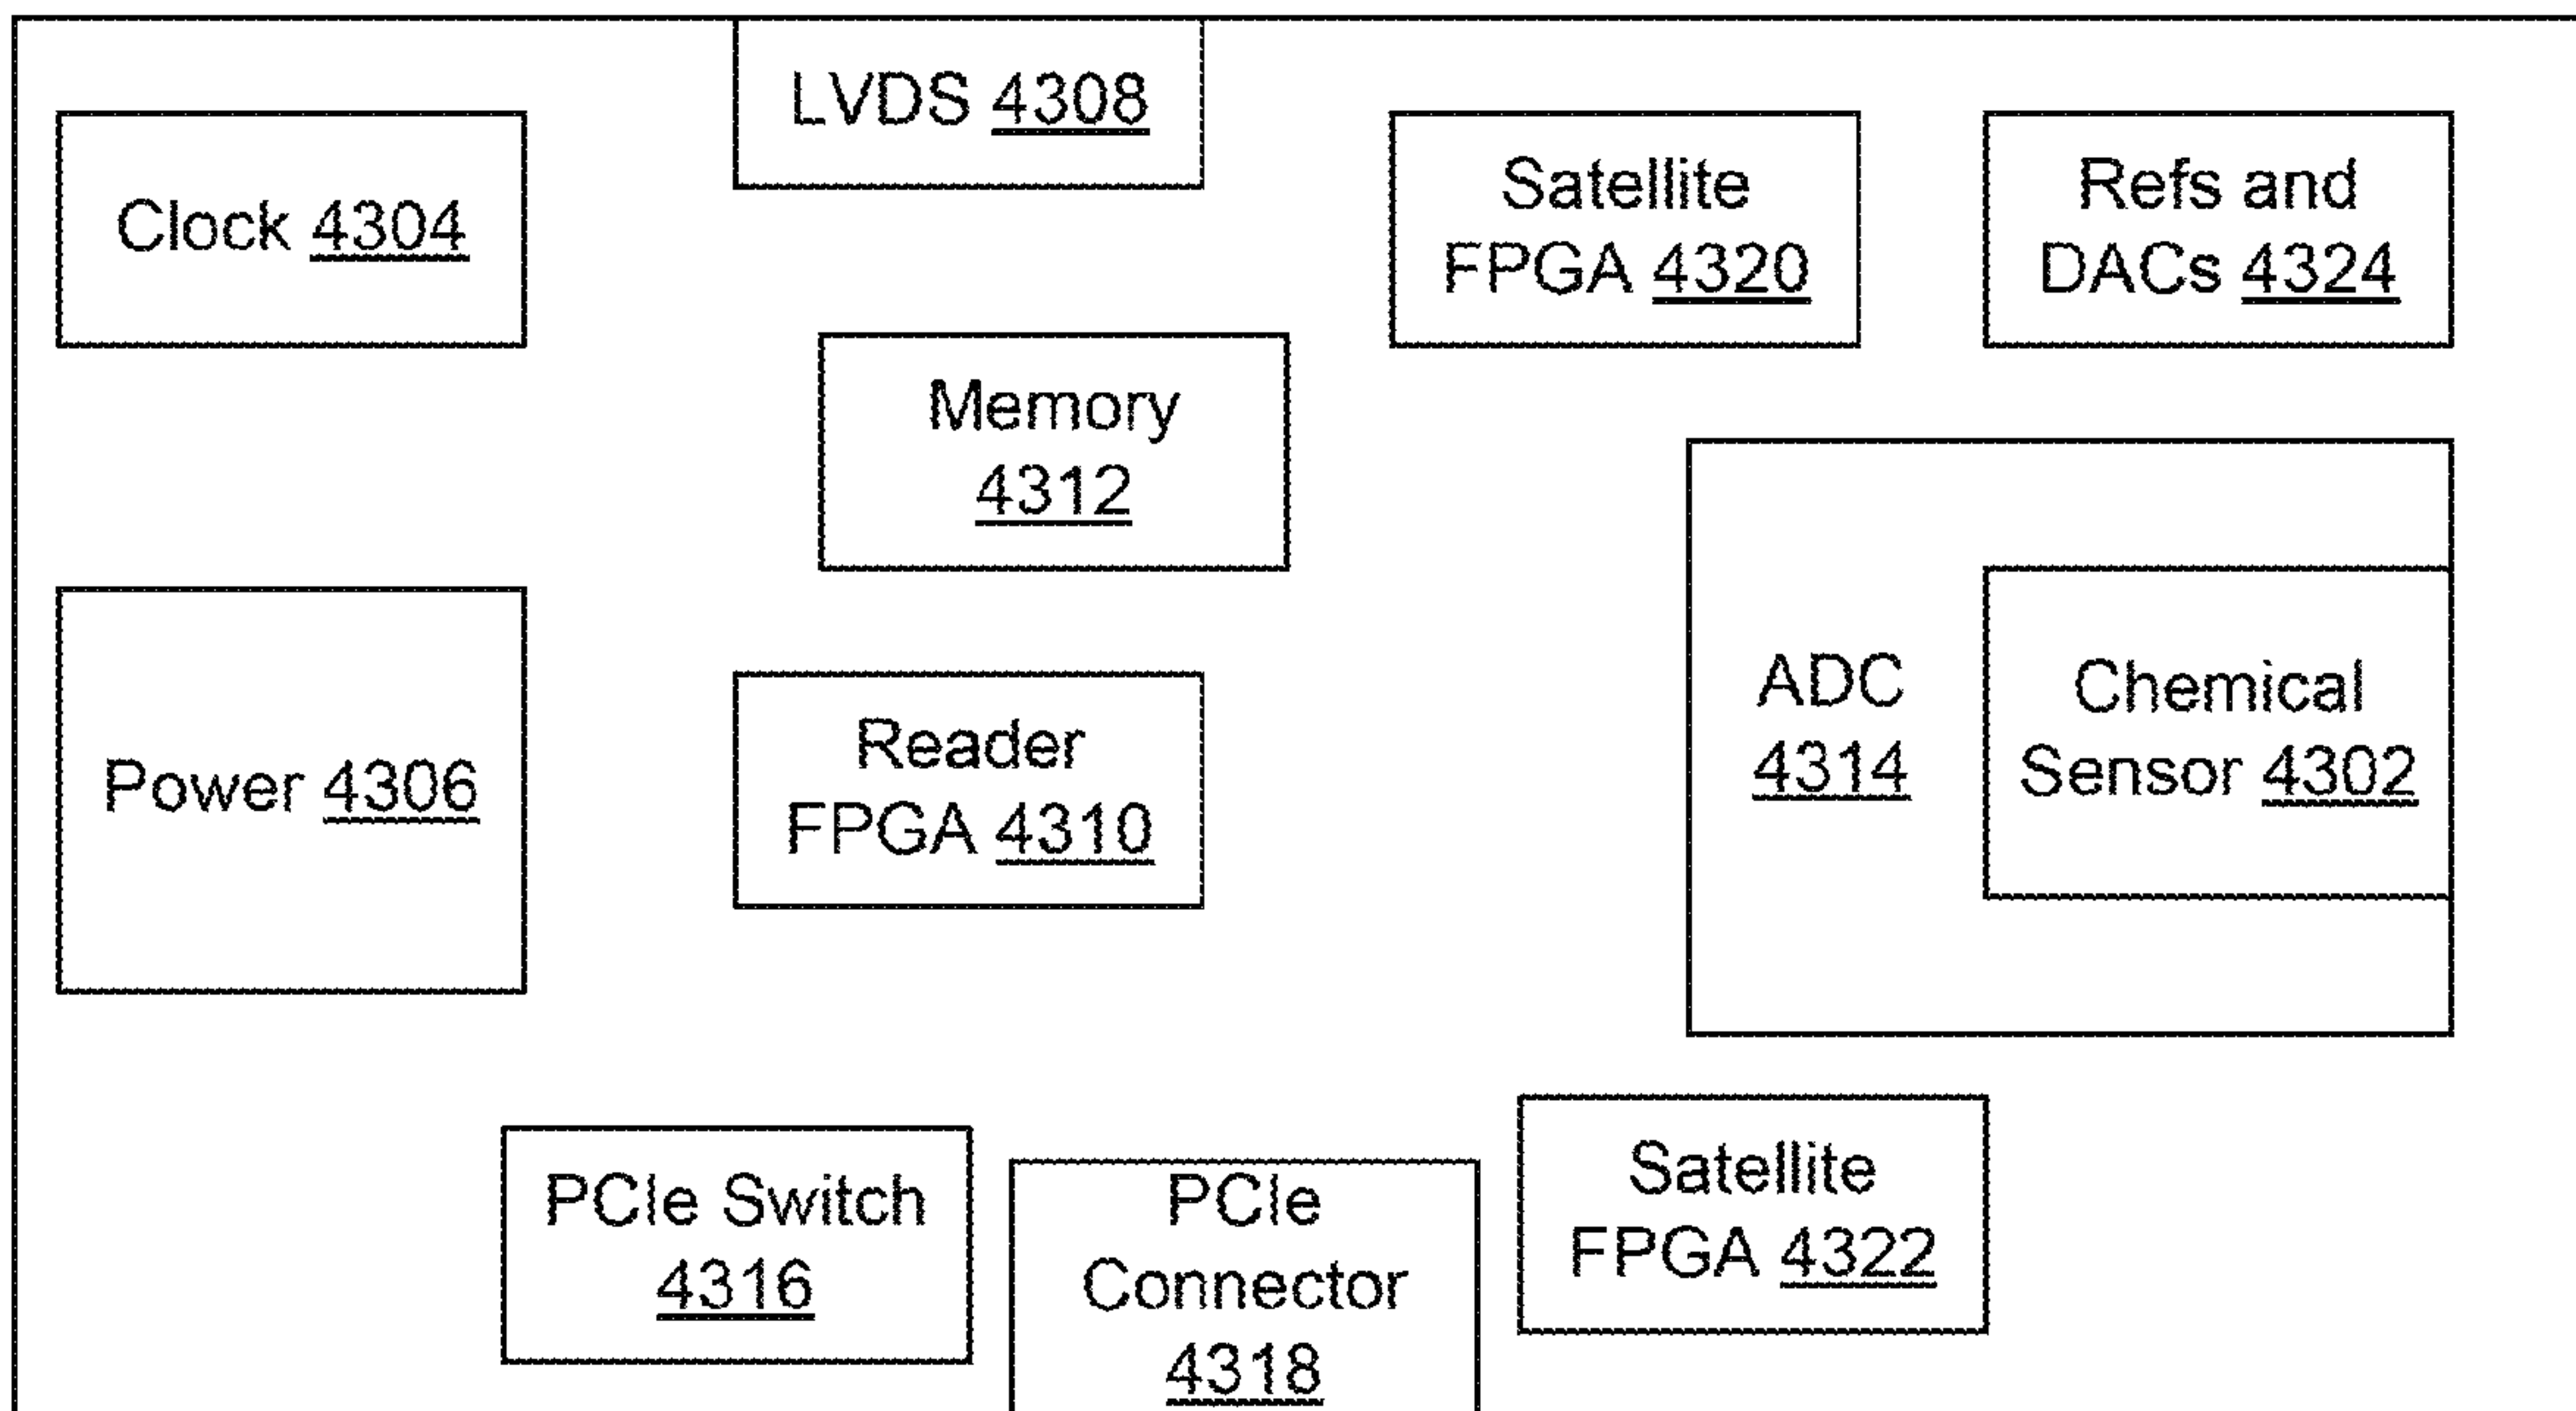 LVDS 4308
Clock 4304
Satellite
FPGA 4320
Refs and
DACs 4324
Memory
4312
Power 4306
Reader
FPGA 4310
ADC
4314
Chemical
Sensor 4302
PCIe Switch
4316
PCIe
Connector
4318
Satellite
FPGA 4322